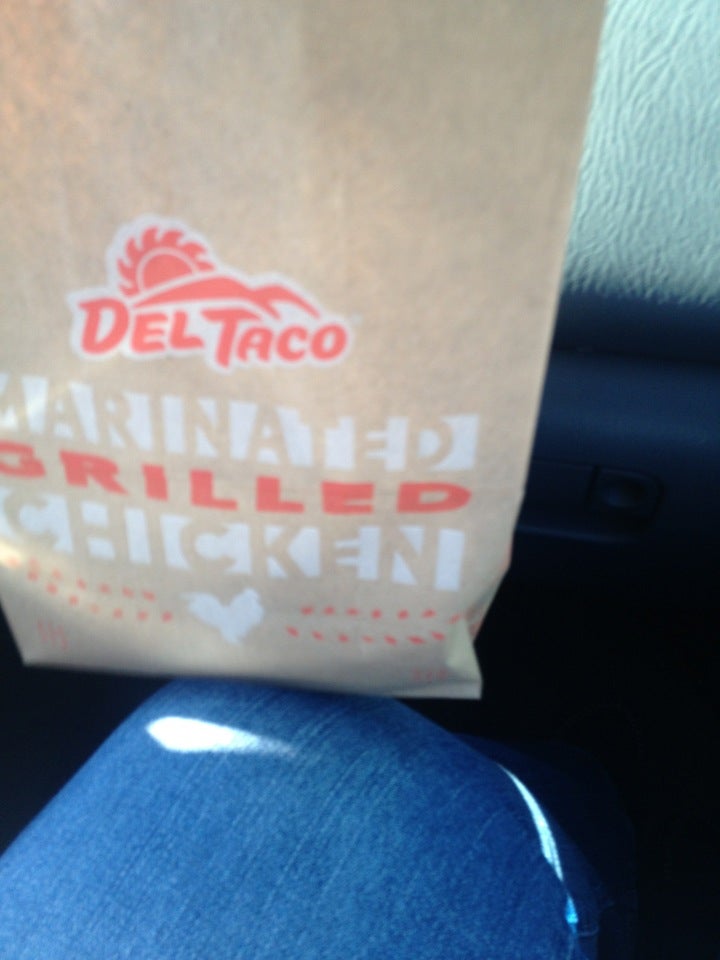 DEL TACO
MARINATED
GRILLED
CHICKEN